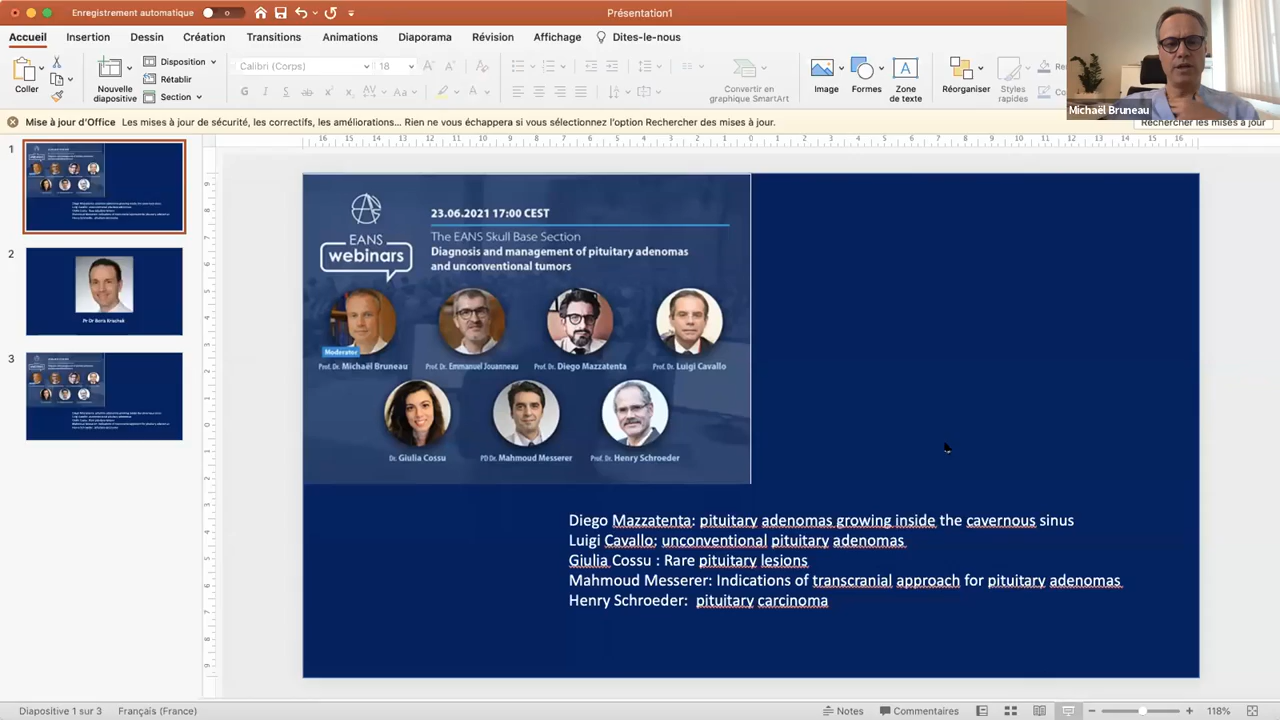 Enregistrement automatique
Présentation1
Accueil
Insertion
Dessin
Création
Transitions
Animations
Diaporama
Révision
Affichage
Dites-le-nous
Coller
Nouvelle
diapositive
Disposition
Rétablir
Section
Calibri (Corps)
18
Convertir en
graphique SmartArt
Image
Formes
Zone
de texte
Réorganiser
Styles
rapides
Michaël Bruneau
Mise à jour d'Office Les mises à jour de sécurité, les correctifs, les améliorations... Rien de vous échappera si vous sélectionnez l'option Rechercher des mises à jour.
Rechercher les mises à jour
1
2
3
Pr Dr Boris Krischek
23.06.2021 17:00 CEST
EANS
webinars
The EANS Skull Base Section
Diagnosis and management of pituitary adenomas
and unconventional tumors
Moderator
Prof. Dr. Michaël Bruneau
Prof. Dr. Emmanuel Jouanneau
Prof. Dr. Diego Mazzatenta
Prof. Dr. Luigi Cavallo
Dr. Giulia Cossu
PD Dr. Mahmoud Messerer
Prof. Dr. Henry Schroeder
Diego Mazzatenta: pituitary adenomas growing inside the cavernous sinus
Luigi Cavallo: unconventional pituitary adenomas
Giulia Cossu : Rare pituitary lesions
Mahmoud Messerer: Indications of transcranial approach for pituitary adenomas
Henry Schroeder: pituitary carcinoma
Diapositive 1 sur 3
Français (France)
Notes
Commentaires
118%